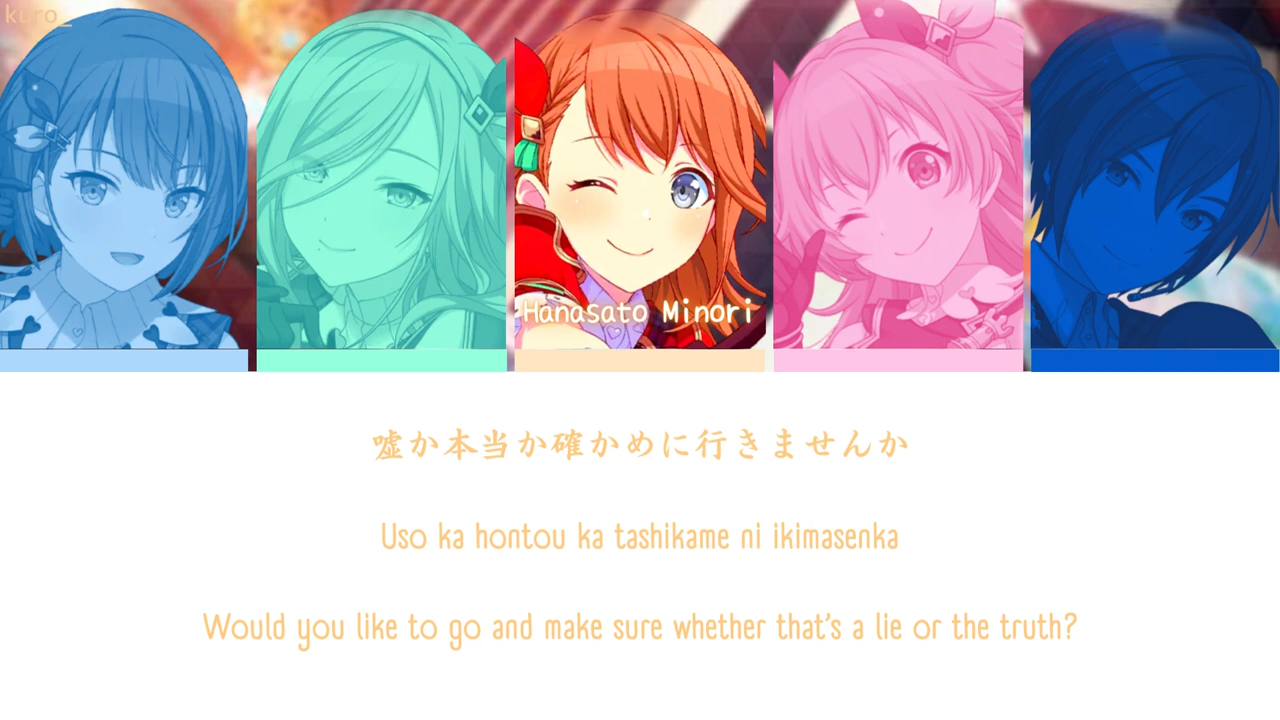 kuro_
Hanasato Minori
嘘か本当か確かめに行きませんか
Uso ka hontou ka tashikame ni ikimasenka
Would you like to go and make sure whether that's a lie or the truth?